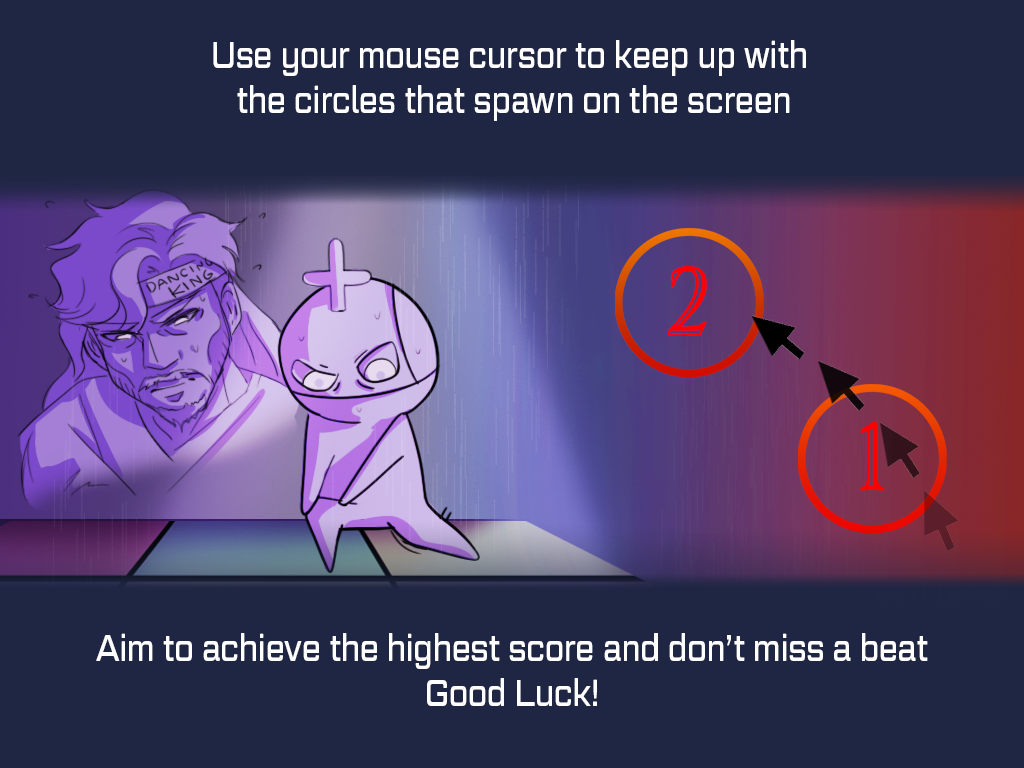 Use your mouse cursor to keep up with
the circles that spawn on the screen
DANCING
KING
2
1
Aim to achieve the highest score and don't miss a beat
Good Luck!